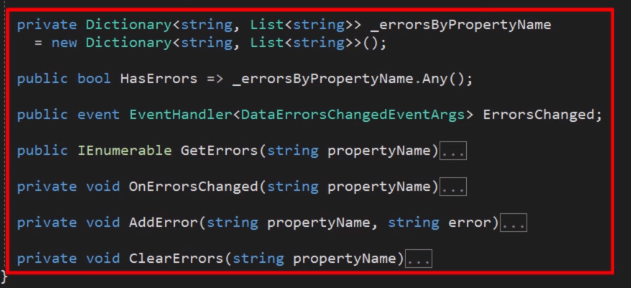 private Dictionary<string, List<string>> _errorsByPropertyName
= new Dictionary<string, List<string>>();
public bool HasErrors => _errorsByPropertyName.Any();
public event EventHandler<DataErrorsChangedEventArgs> ErrorsChanged;
public IEnumerable GetErrors(string propertyName)...
private void OnErrorsChanged(string propertyName)...
private void AddError(string propertyName, string error)...
private void ClearErrors(string propertyName)...
}